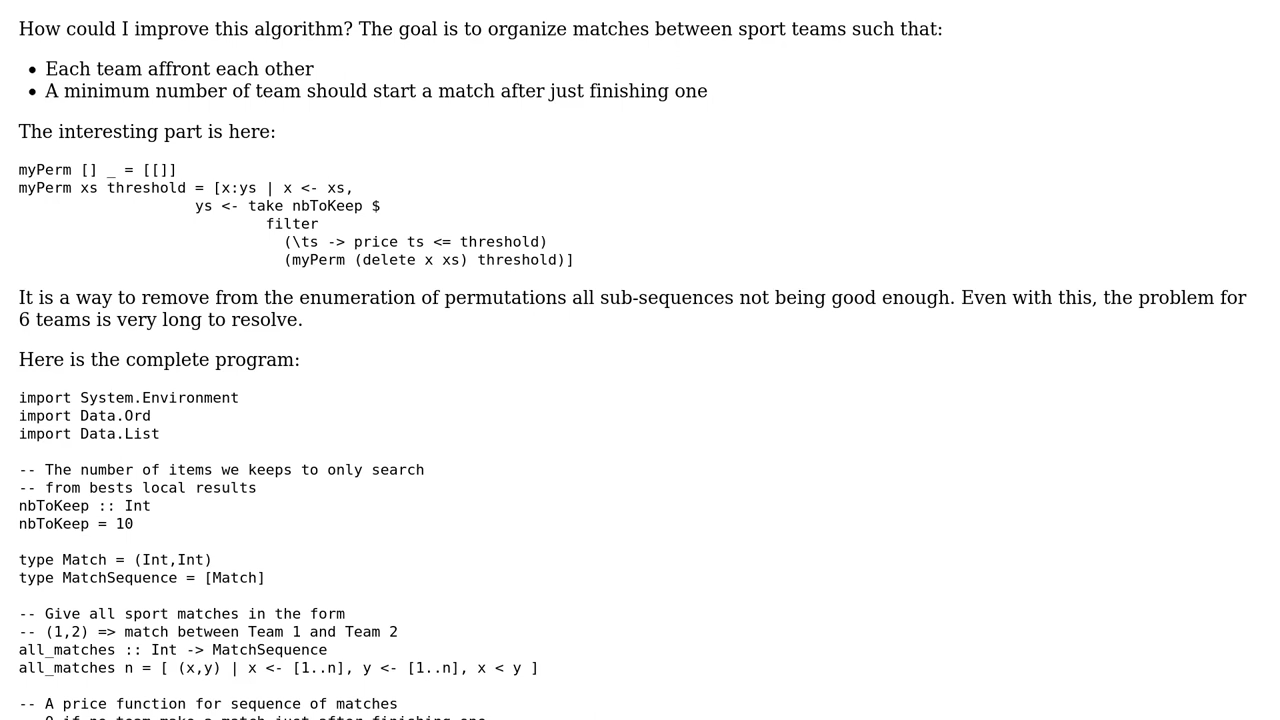 How could I improve this algorithm? The goal is to organize matches between sport teams such that:
• Each team affront each other
• A minimum number of team should start a match after just finishing one
The interesting part is here:
myPerm [] _ = [[]]
myPerm xs threshold = [x:ys | x <- xs,
                    ys <- take nbToKeep $
                            filter
                              (\ts -> price ts <= threshold)
                              (myPerm (delete x xs) threshold)]
It is a way to remove from the enumeration of permutations all sub-sequences not being good enough. Even with this, the problem for
6 teams is very long to resolve.
Here is the complete program:
import System.Environment
import Data.Ord
import Data.List
-- The number of items we keeps to only search
-- from bests local results
nbToKeep :: Int
nbToKeep = 10
type Match = (Int,Int)
type MatchSequence = [Match]
-- Give all sport matches in the form
-- (1,2) => match between Team 1 and Team 2
all_matches :: Int -> MatchSequence
all_matches n = [ (x,y) | x <- [1..n], y <- [1..n], x < y ]
-- A price function for sequence of matches